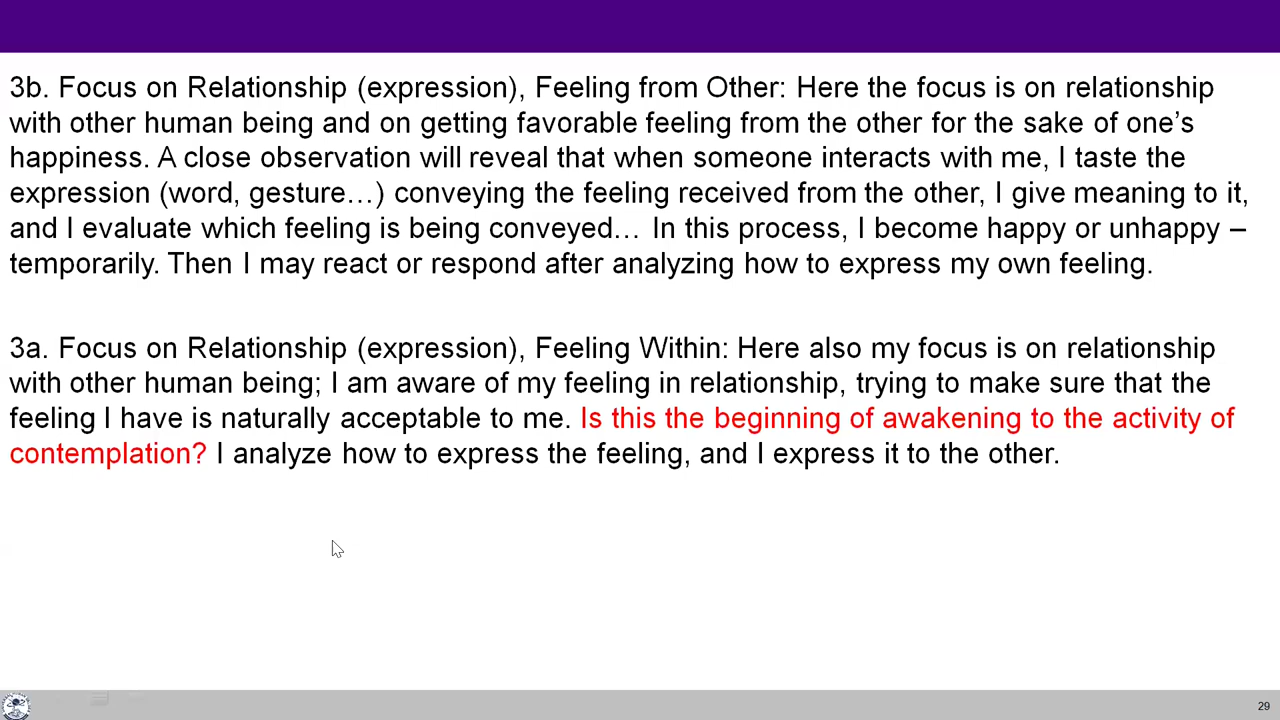 3b. Focus on Relationship (expression), Feeling from Other: Here the focus is on relationship
with other human being and on getting favorable feeling from the other for the sake of one’s
happiness. A close observation will reveal that when someone interacts with me, I taste the
expression (word, gesture…) conveying the feeling received from the other, I give meaning to it,
and I evaluate which feeling is being conveyed… In this process, I become happy or unhappy –
temporarily. Then I may react or respond after analyzing how to express my own feeling.
3a. Focus on Relationship (expression), Feeling Within: Here also my focus is on relationship
with other human being; I am aware of my feeling in relationship, trying to make sure that the
feeling I have is naturally acceptable to me. Is this the beginning of awakening to the activity of
contemplation? I analyze how to express the feeling, and I express it to the other.
29